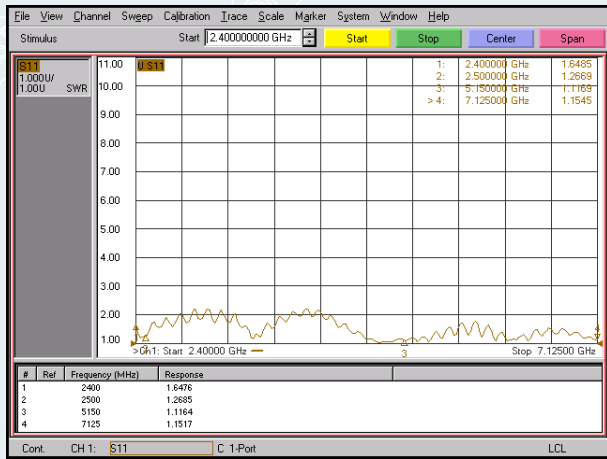 File View Channel Sweep Calibration Trace Scale Marker System Window Help
Stimulus Start 2.400000000 GHz Start Stop Center Span
S11
1.000U/
1.00U SWR
11.00
10.00
9.00
8.00
7.00
6.00
5.00
4.00
3.00
2.00
1.00
U S11
1: 2.400000 GHz 1.6485
2: 2.500000 GHz 1.2669
3: 5.150000 GHz 1.1169
> 4: 7.125000 GHz 1.1545
3
>Ch1: Start 2.40000 GHz
Stop 7.12500 GHz
# Ref Frequency (MHz) Response
1 2400 1.6476
2 2500 1.2685
3 5150 1.1164
4 7125 1.1517
Cont. CH 1: S11 C 1-Port LCL